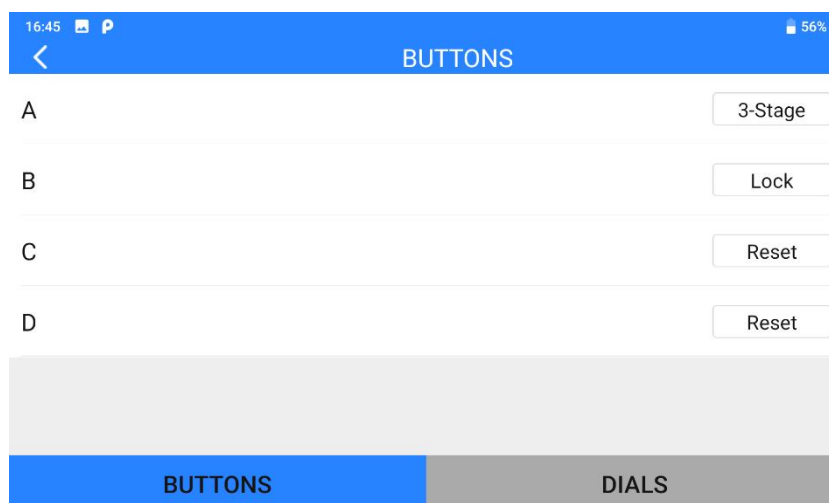 16:45 56%
BUTTONS
A 3-Stage
B Lock
C Reset
D Reset
BUTTONS DIALS